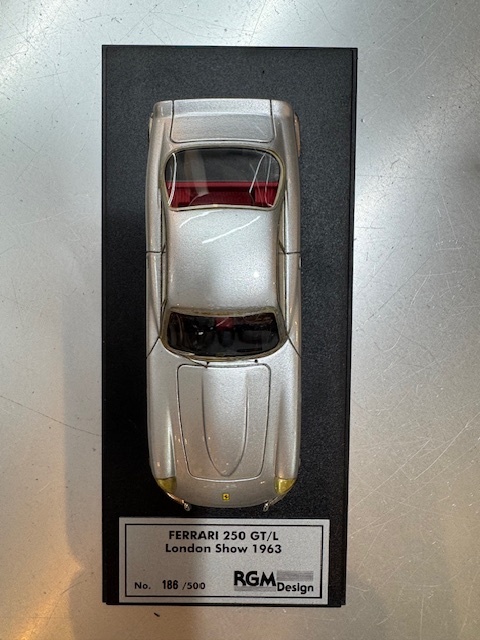 FERRARI 250 GT/L
London Show 1963
No. 186 /500 RGM Design